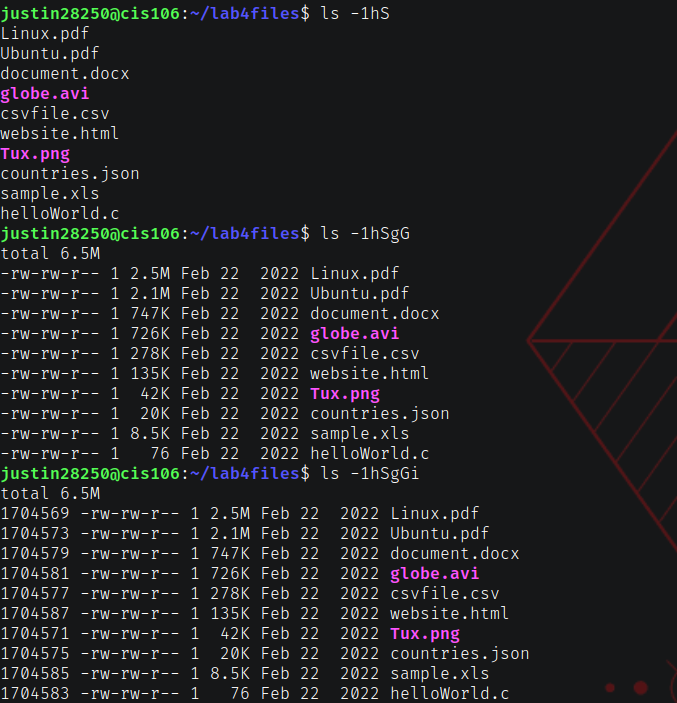 justin28250@cis106:~/lab4files$ ls -1hS
Linux.pdf
Ubuntu.pdf
document.docx
globe.avi
csvfile.csv
website.html
Tux.png
countries.json
sample.xls
helloWorld.c
justin28250@cis106:~/lab4files$ ls -1hSgG
total 6.5M
-rw-rw-r-- 1 2.5M Feb 22  2022 Linux.pdf
-rw-rw-r-- 1 2.1M Feb 22  2022 Ubuntu.pdf
-rw-rw-r-- 1 747K Feb 22  2022 document.docx
-rw-rw-r-- 1 726K Feb 22  2022 globe.avi
-rw-rw-r-- 1 278K Feb 22  2022 csvfile.csv
-rw-rw-r-- 1 135K Feb 22  2022 website.html
-rw-rw-r-- 1  42K Feb 22  2022 Tux.png
-rw-rw-r-- 1  20K Feb 22  2022 countries.json
-rw-rw-r-- 1 8.5K Feb 22  2022 sample.xls
-rw-rw-r-- 1   76 Feb 22  2022 helloWorld.c
justin28250@cis106:~/lab4files$ ls -1hSgGi
total 6.5M
1704569 -rw-rw-r-- 1 2.5M Feb 22  2022 Linux.pdf
1704573 -rw-rw-r-- 1 2.1M Feb 22  2022 Ubuntu.pdf
1704579 -rw-rw-r-- 1 747K Feb 22  2022 document.docx
1704581 -rw-rw-r-- 1 726K Feb 22  2022 globe.avi
1704577 -rw-rw-r-- 1 278K Feb 22  2022 csvfile.csv
1704587 -rw-rw-r-- 1 135K Feb 22  2022 website.html
1704571 -rw-rw-r-- 1  42K Feb 22  2022 Tux.png
1704575 -rw-rw-r-- 1  20K Feb 22  2022 countries.json
1704585 -rw-rw-r-- 1 8.5K Feb 22  2022 sample.xls
1704583 -rw-rw-r-- 1   76 Feb 22  2022 helloWorld.c